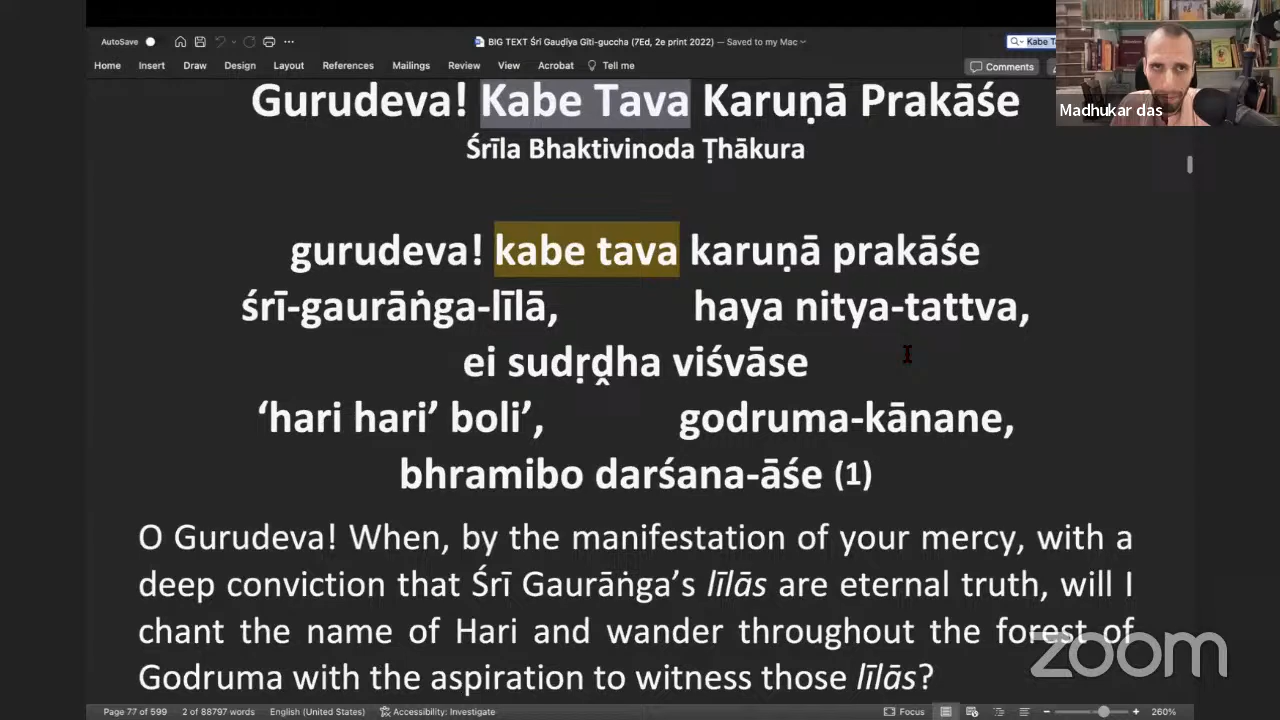 AutoSave
BIG TEXT Śrī Gauḍīya Gīti-guccha (7Ed, 2e print 2022) — Saved to my Mac
Kabe Ta
Home Insert Draw Design Layout References Mailings Review View Acrobat Tell me Comments
Madhukar das
Gurudeva! Kabe Tava Karuṇā Prakāśe
Śrīla Bhaktivinoda Ṭhākura
gurudeva! kabe tava karuṇā prakāśe
śrī-gaurāṅga-līlā, haya nitya-tattva,
ei sudṛḓha viśvāse
‘hari hari’ boli’, godruma-kānane,
bhramibo darśana-āśe (1)
O Gurudeva! When, by the manifestation of your mercy, with a
deep conviction that Śrī Gaurāṅga’s līlās are eternal truth, will I
chant the name of Hari and wander throughout the forest of
Godruma with the aspiration to witness those līlās?
zoom
Page 77 of 599 2 of 88797 words English (United States) Accessibility: Investigate Focus 260%